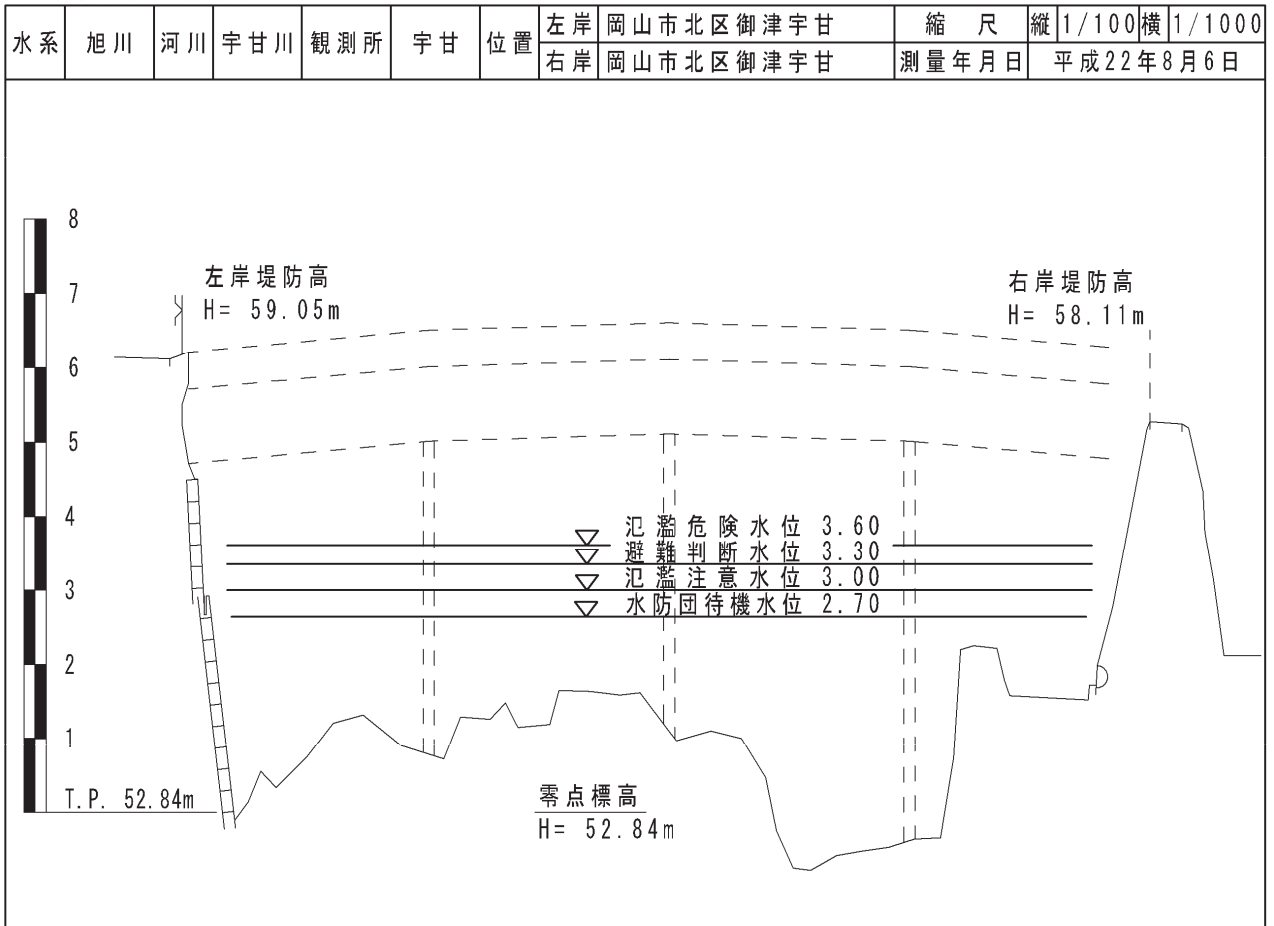 水系 旭川 河川 宇甘川 観測所 宇甘 位置 左岸 岡山市北区御津宇甘 縮尺 縦 1/100 横 1/1000
右岸 岡山市北区御津宇甘 測量年月日 平成22年8月6日
8
7
6
5
4
3
2
1
左岸堤防高
H= 59.05m
右岸堤防高
H= 58.11m
氾濫危険水位 3.60
避難判断水位 3.30
氾濫注意水位 3.00
水防団待機水位 2.70
T.P. 52.84m
零点標高
H= 52.84m